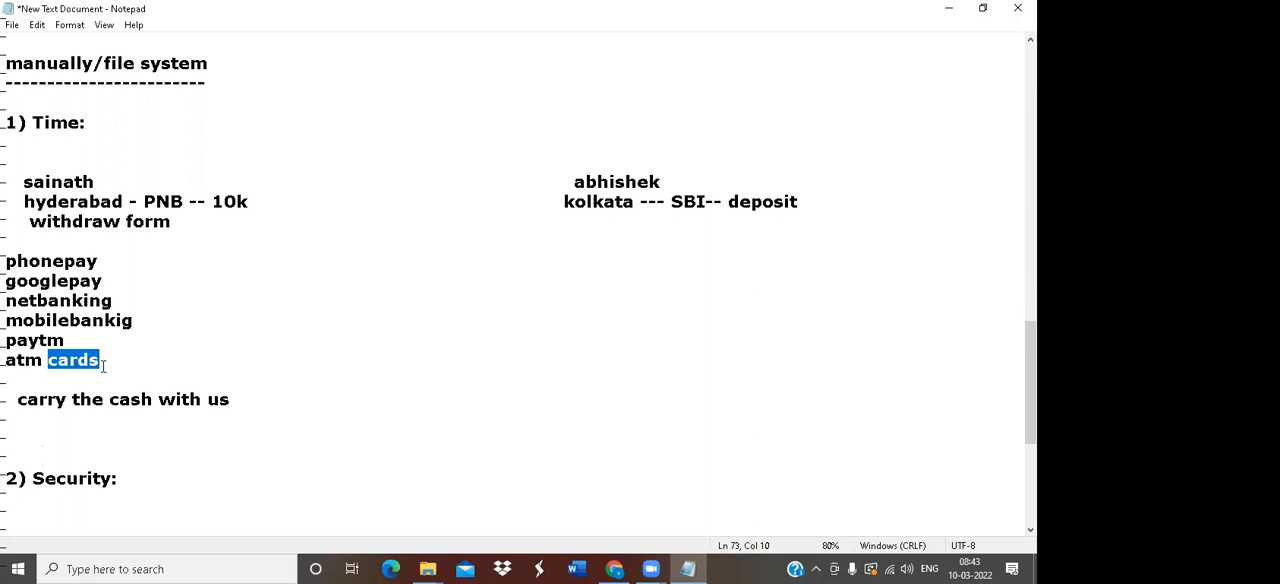 *New Text Document - Notepad
File Edit Format View Help
manually/file system
------------------------
1) Time:
sainath abhishek
hyderabad - PNB -- 10k kolkata --- SBI-- deposit
withdraw form
phonepay
googlepay
netbanking
mobilebankig
paytm
atm cards
carry the cash with us
2) Security:
Ln 73, Col 10 80% Windows (CRLF) UTF-8
Type here to search ENG 08:43
10-03-2022